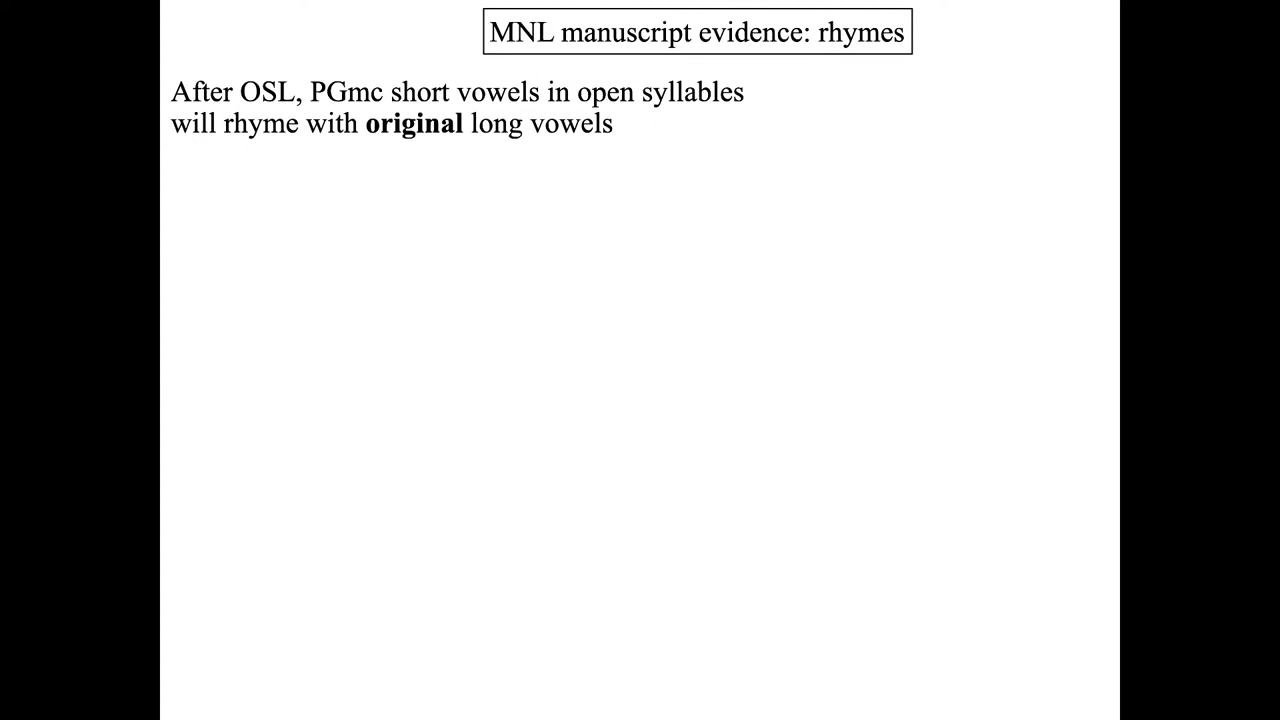 MNL manuscript evidence: rhymes
After OSL, PGmc short vowels in open syllables
will rhyme with original long vowels